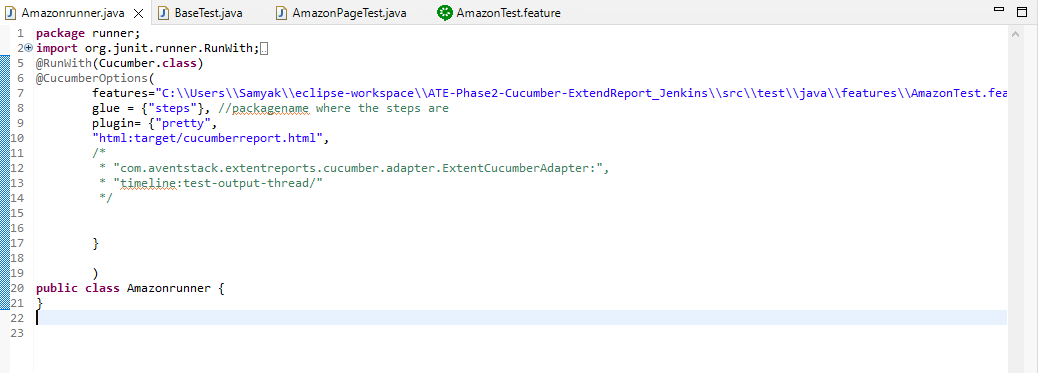 Amazonrunner.java BaseTest.java AmazonPageTest.java AmazonTest.feature
1 package runner;
2 import org.junit.runner.RunWith;
5 @RunWith(Cucumber.class)
6 @CucumberOptions(
7 features="C:\\Users\\Samyak\\eclipse-workspace\\ATE-Phase2-Cucumber-ExtendReport_Jenkins\\src\\test\\java\\features\\AmazonTest.fea
8 glue = {"steps"}, //packagename where the steps are
9 plugin= {"pretty",
10 "html:target/cucumberreport.html",
11 /*
12 * "com.aventstack.extentreports.cucumber.adapter.ExtentCucumberAdapter:",
13 * "timeline:test-output-thread/"
14 */
15
16
17 }
18
19 )
20 public class Amazonrunner {
21 }
22
23